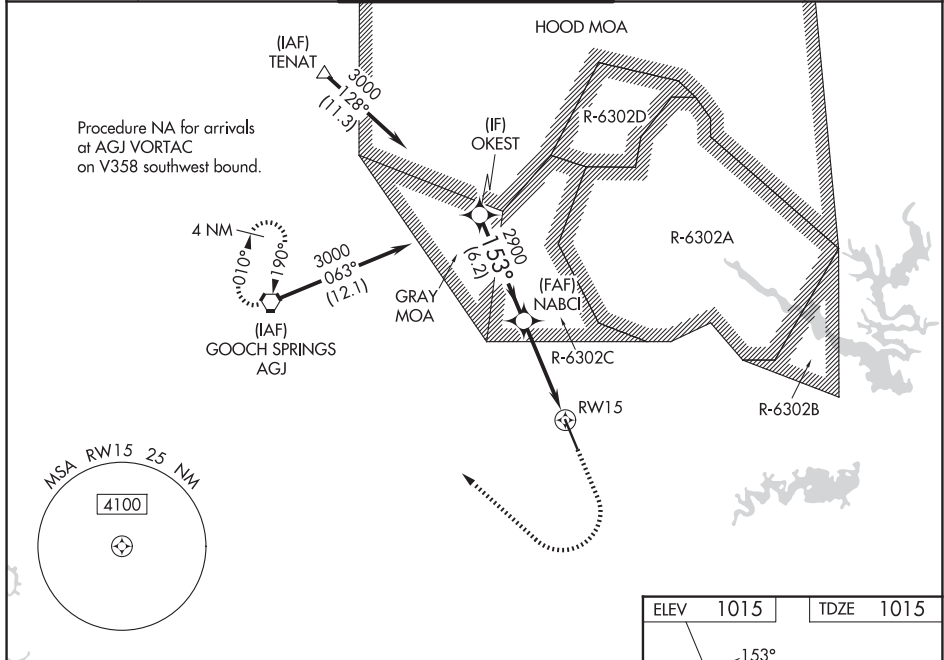 HOOD MOA
(IAF)
TENAT
3000
128°
(11.3)
Procedure NA for arrivals
at AGJ VORTAC
on V358 southwest bound.
(IF)
OKEST
R-6302D
4 NM
010°
190°
3000
063°
(12.1)
(IAF)
GOOCH SPRINGS
AGJ
2900
153°
(6.2)
GRAY
MOA
(FAF)
NABCI
R-6302A
R-6302C
R-6302B
RW15
MSA RW15 25 NM
4100
ELEV 1015
TDZE 1015
153°